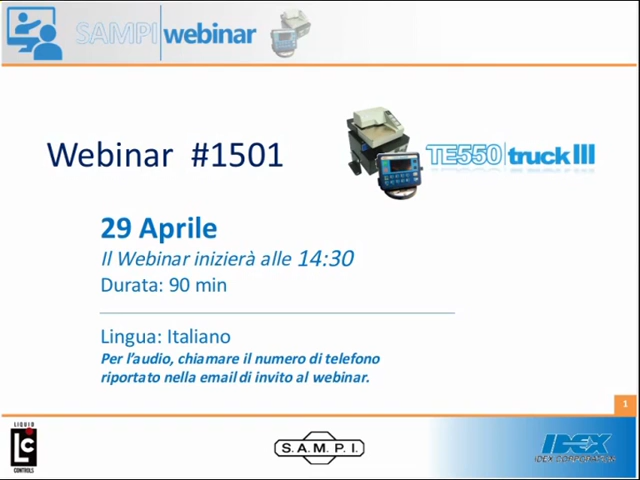 SAMPI webinar
Webinar #1501
TE550 truck III
29 Aprile
Il Webinar inizierà alle 14:30
Durata: 90 min
Lingua: Italiano
Per l'audio, chiamare il numero di telefono
riportato nella email di invito al webinar.
1
LIQUID
LC
CONTROLS
S.A.M.P.I.
IDEX
IDEX CORPORATION